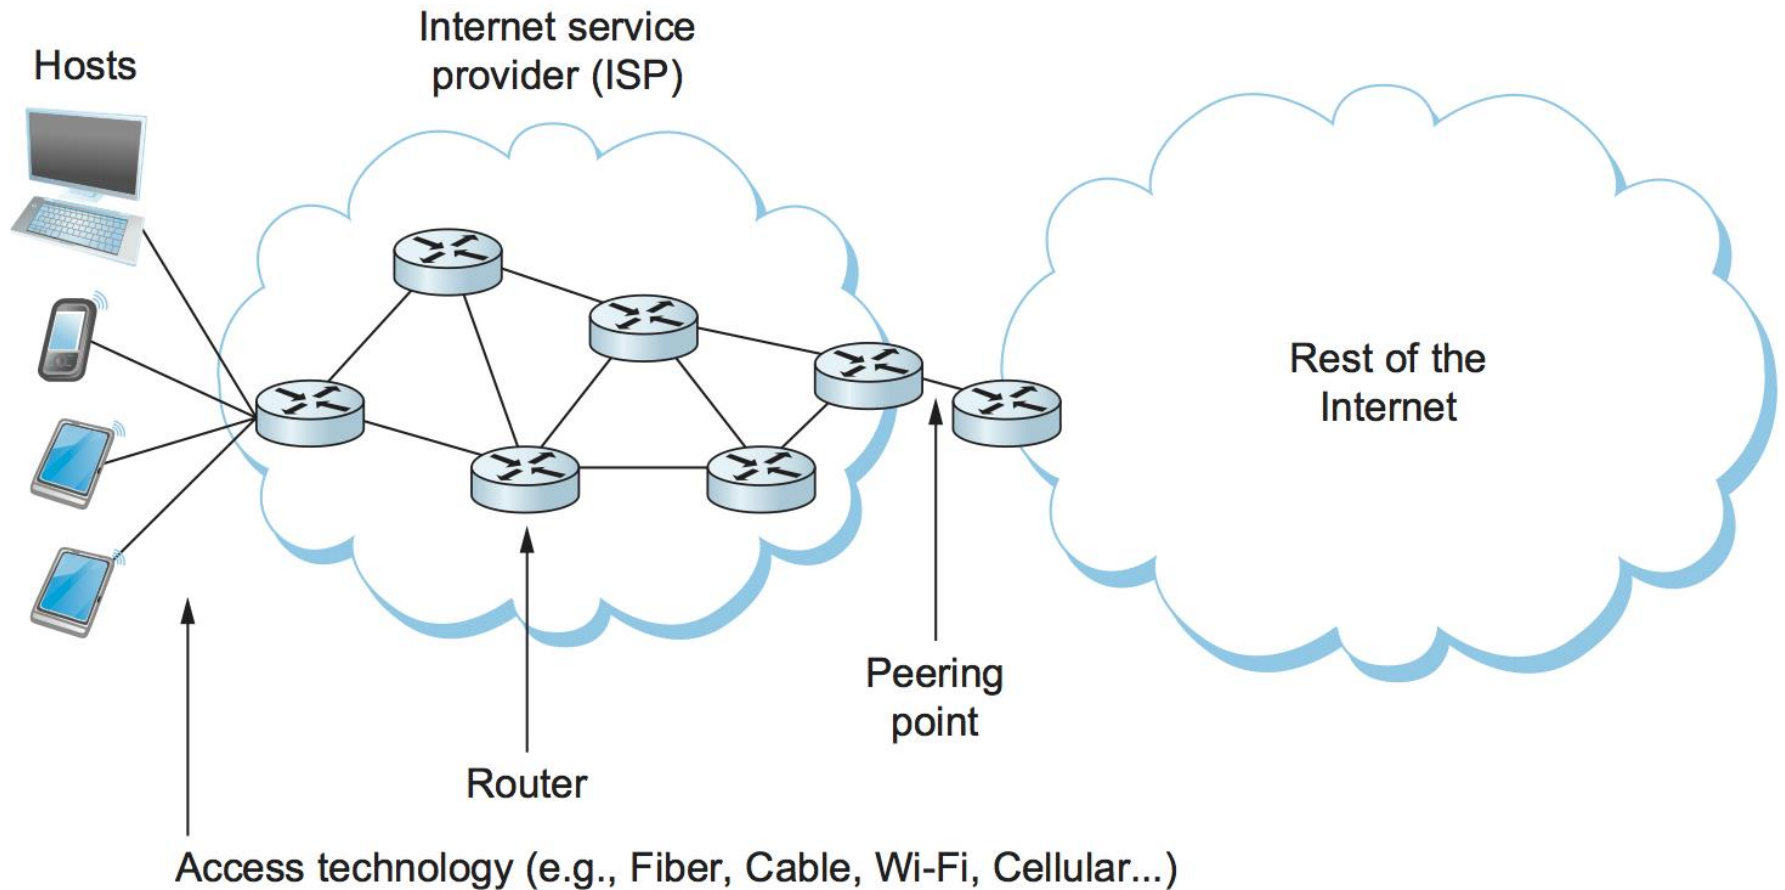 Internet service
provider (ISP)
Hosts
Rest of the
Internet
Peering
point
Router
Access technology (e.g., Fiber, Cable, Wi-Fi, Cellular...)